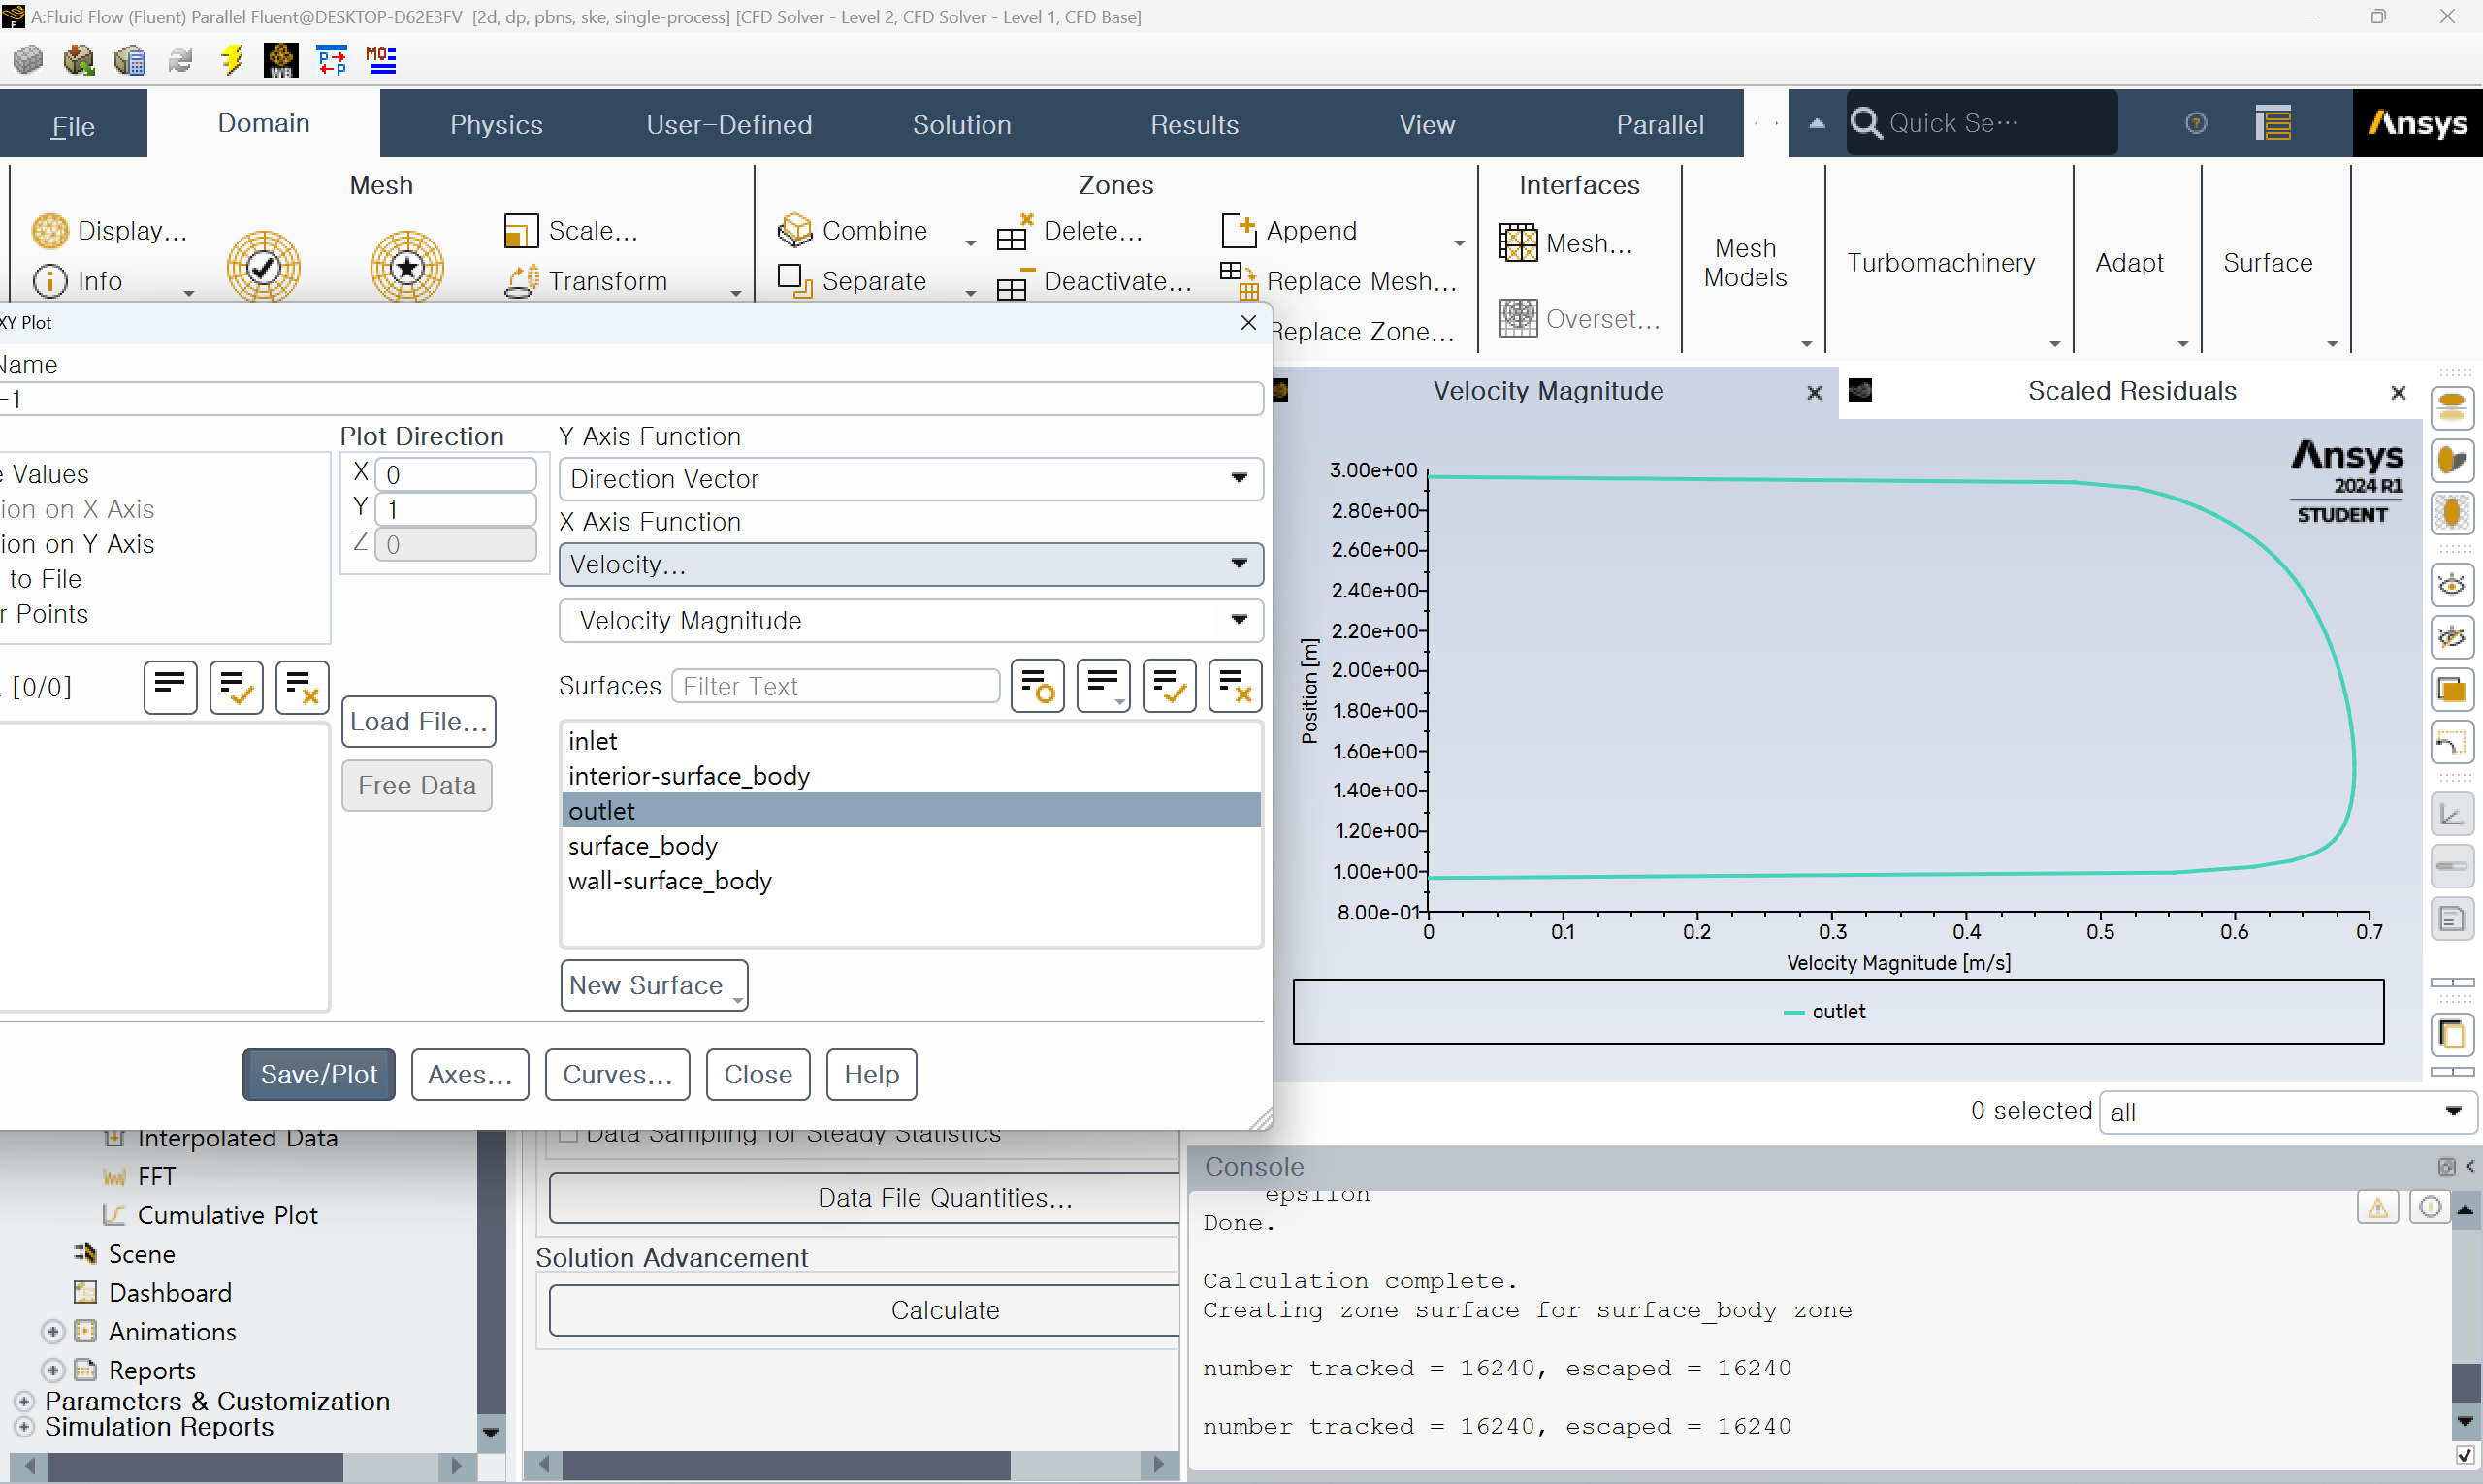 A:Fluid Flow (Fluent) Parallel Fluent@DESKTOP-D62E3FV [2d, dp, pbns, ske, single-process] [CFD Solver - Level 2, CFD Solver - Level 1, CFD Base]
WB
MO
File
Domain
Physics
User-Defined
Solution
Results
View
Parallel
Quick Se···
Ansys
Mesh
Display...
Info
Scale...
Transform
Zones
Combine
Separate
Delete...
Deactivate...
Append
Replace Mesh...
Replace Zone...
Interfaces
Mesh...
Overset...
Mesh
Models
Turbomachinery
Adapt
Surface
XY Plot
Name
-1
e Values
ion on X Axis
ion on Y Axis
to File
r Points
Plot Direction
X 0
Y 1
Z 0
Y Axis Function
Direction Vector
X Axis Function
Velocity...
Velocity Magnitude
[0/0]
Load File...
Free Data
Surfaces Filter Text
inlet
interior-surface_body
outlet
surface_body
wall-surface_body
New Surface
Save/Plot
Axes...
Curves...
Close
Help
Velocity Magnitude
Scaled Residuals
Ansys
2024 R1
STUDENT
3.00e+00
2.80e+00
2.60e+00
2.40e+00
2.20e+00
2.00e+00
1.80e+00
1.60e+00
1.40e+00
1.20e+00
1.00e+00
8.00e-01
Position [m]
0 0.1 0.2 0.3 0.4 0.5 0.6 0.7
Velocity Magnitude [m/s]
outlet
0 selected all
Interpolated Data
FFT
Cumulative Plot
Scene
Dashboard
Animations
Reports
Parameters & Customization
Simulation Reports
Data Sampling for Steady Statistics
Data File Quantities...
Solution Advancement
Calculate
Console
epsilon
Done.
Calculation complete.
Creating zone surface for surface_body zone
number tracked = 16240, escaped = 16240
number tracked = 16240, escaped = 16240